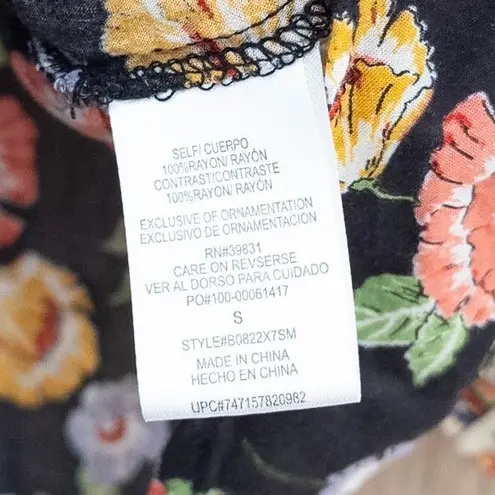 SELF/ CUERPO
100%RAYON/ RAYÓN
CONTRAST/CONTRASTE
100%RAYON/ RAYÓN
EXCLUSIVE OF ORNAMENTATION
EXCLUSIVO DE ORNAMENTACION
RN#39831
CARE ON REVSERSE
VER AL DORSO PARA CUIDADO
PO#100-00061417
S
STYLE#B0822X7SM
MADE IN CHINA
HECHO EN CHINA
UPC#747157820982